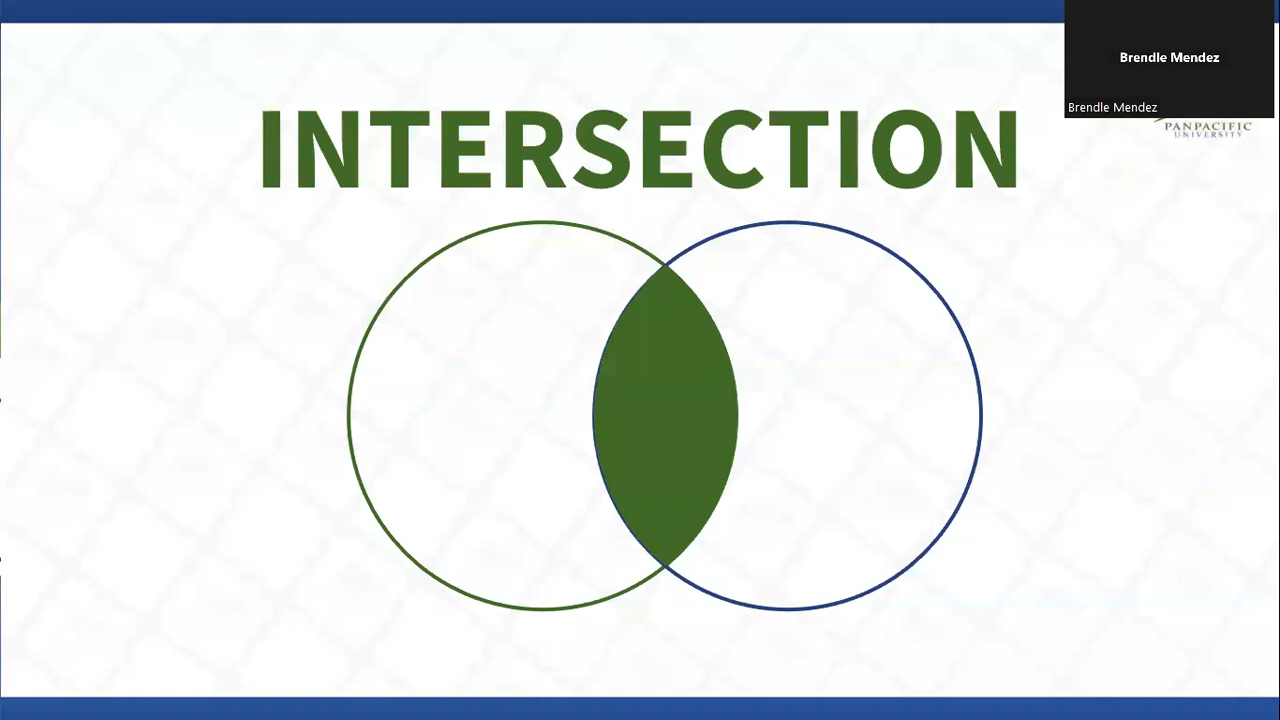 Brendle Mendez
Brendle Mendez
PANPACIFIC
UNIVERSITY
INTERSECTION